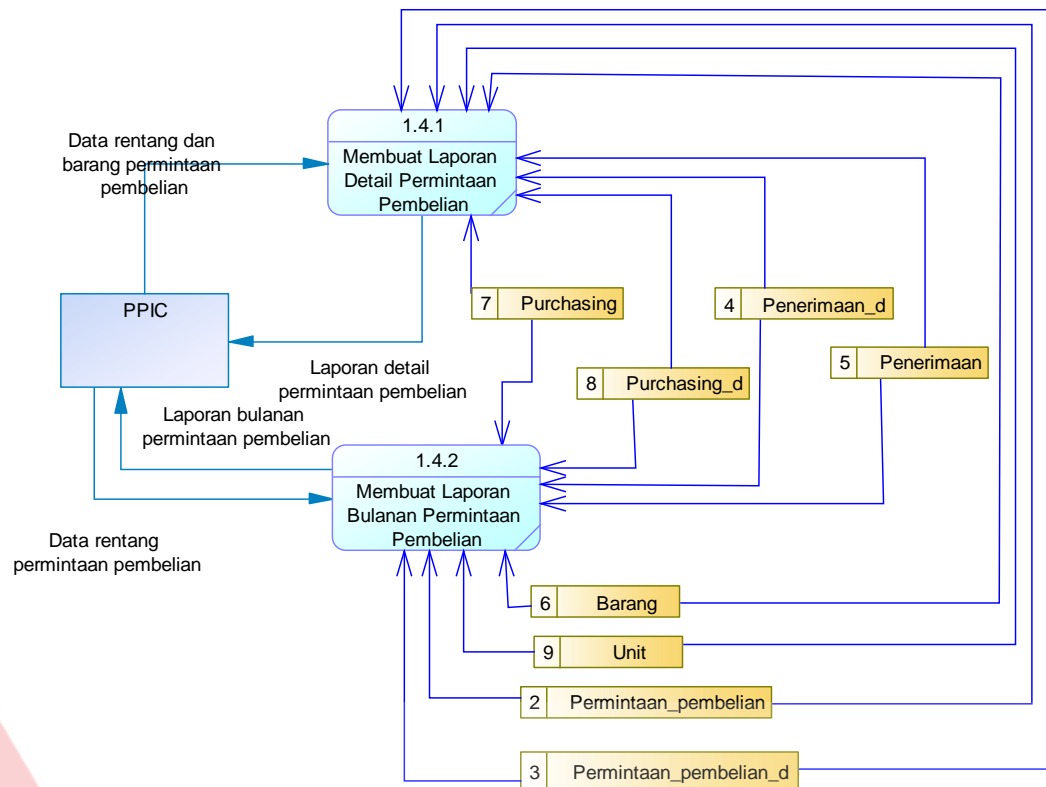 1.4.1
Membuat Laporan
Detail Permintaan
Pembelian
Data rentang dan
barang permintaan
pembelian
PPIC
7 Purchasing
4 Penerimaan_d
5 Penerimaan
8 Purchasing_d
Laporan detail
permintaan pembelian
Laporan bulanan
permintaan pembelian
1.4.2
Membuat Laporan
Bulanan Permintaan
Pembelian
Data rentang
permintaan pembelian
6 Barang
9 Unit
2 Permintaan_pembelian
3 Permintaan_pembelian_d